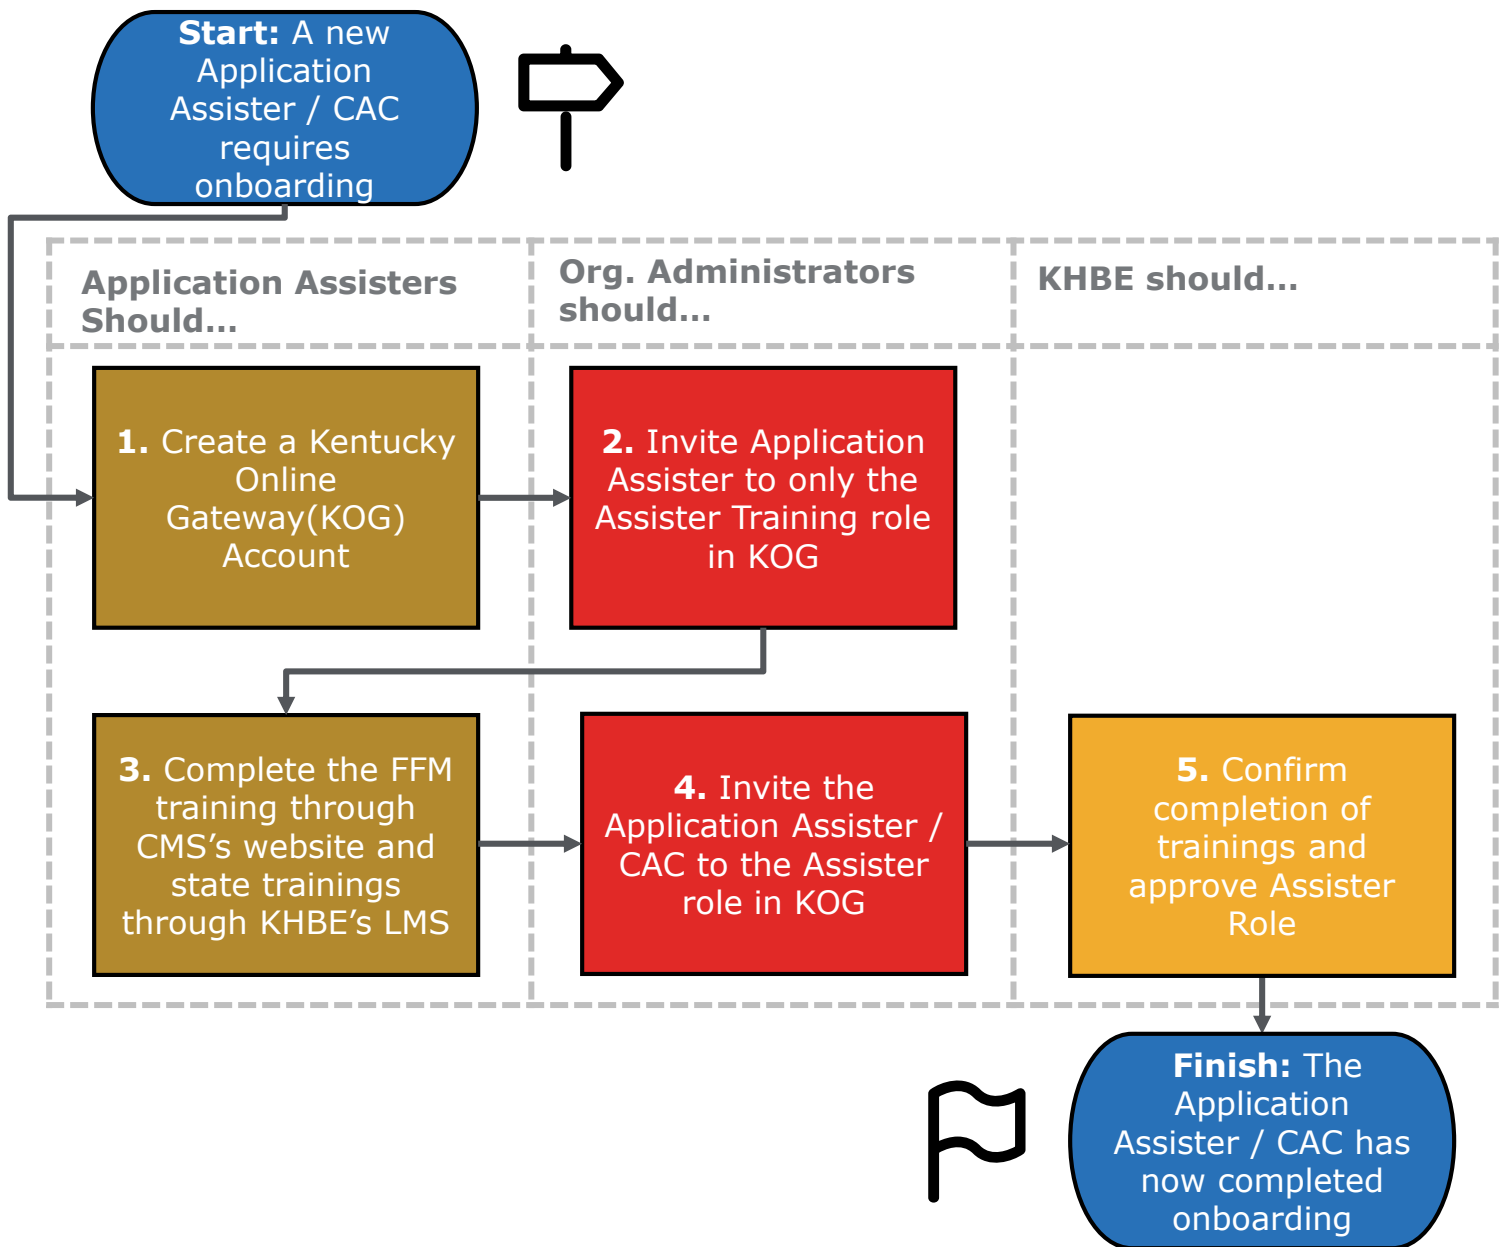 Start: A new
Application
Assister / CAC
requires
onboarding
Application Assisters
Should...
Org. Administrators
should...
KHBE should...
1. Create a Kentucky
Online
Gateway(KOG)
Account
2. Invite Application
Assister to only the
Assister Training role
in KOG
3. Complete the FFM
training through
CMS’s website and
state trainings
through KHBE’s LMS
4. Invite the
Application Assister /
CAC to the Assister
role in KOG
5. Confirm
completion of
trainings and
approve Assister
Role
Finish: The
Application
Assister / CAC has
now completed
onboarding